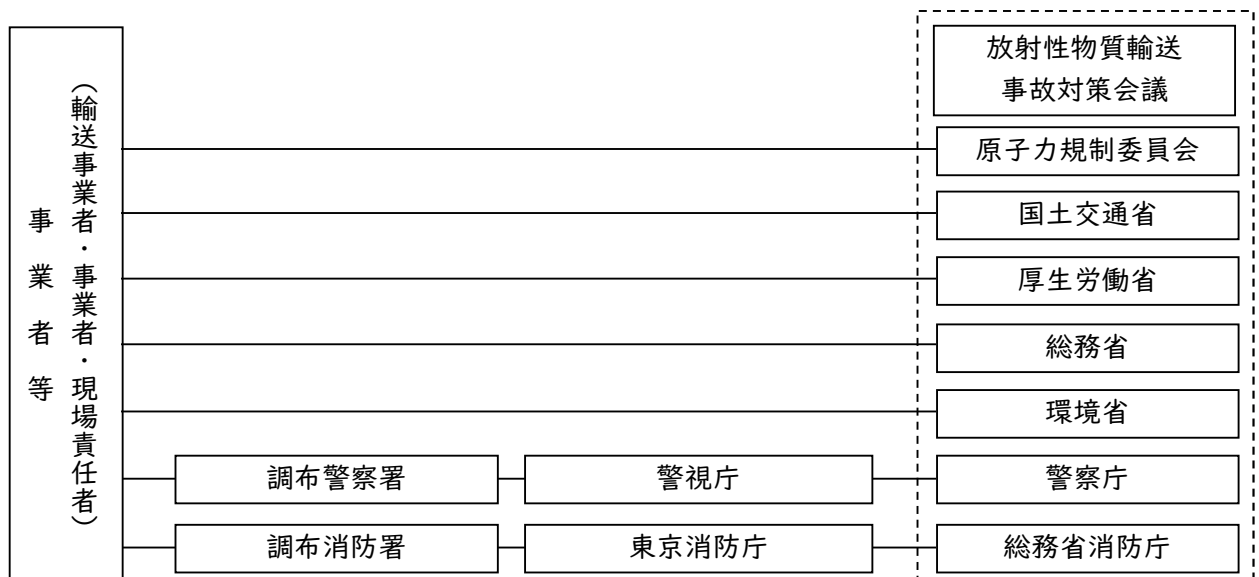 事業者等
（輸送事業者・事業者・現場責任者）
放射性物質輸送
事故対策会議
原子力規制委員会
国土交通省
厚生労働省
総務省
環境省
調布警察署
警視庁
警察庁
調布消防署
東京消防庁
総務省消防庁